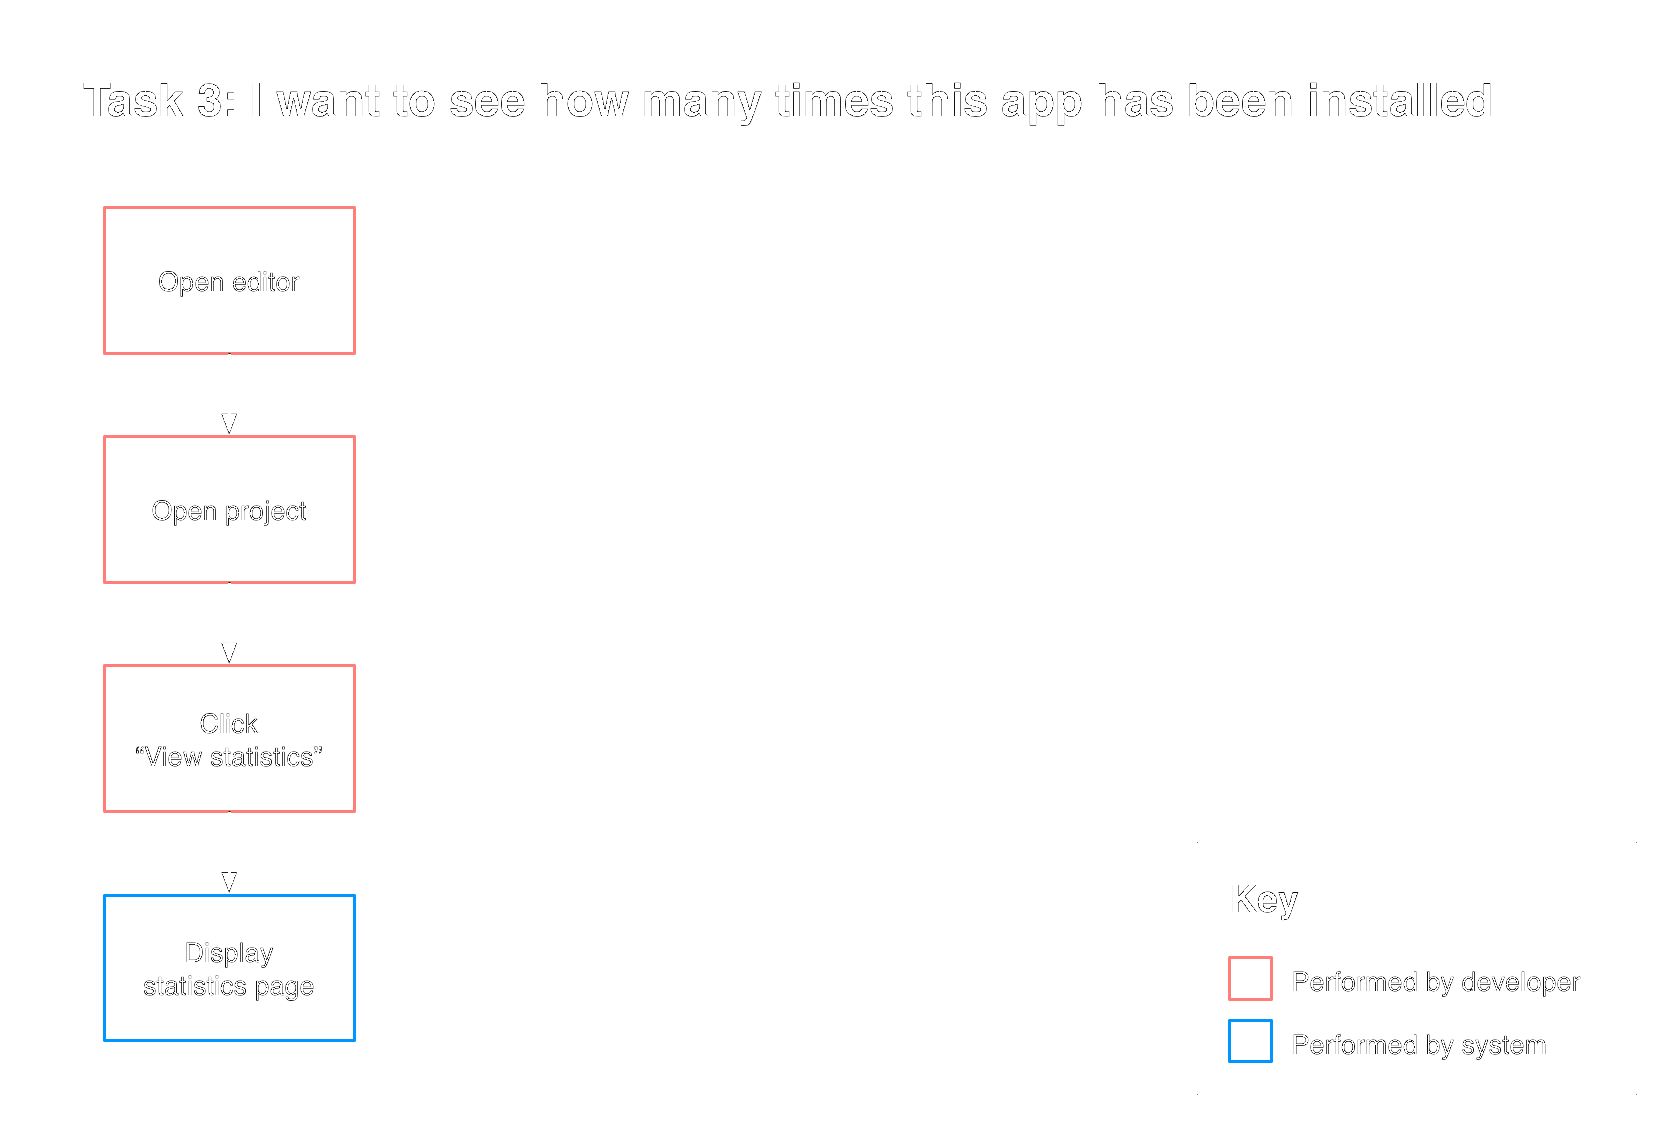 Task 3: I want to see how many times this app has been installed
Open editor
Open project
Click
“View statistics”
Display
statistics page
Key
Performed by developer
Performed by system